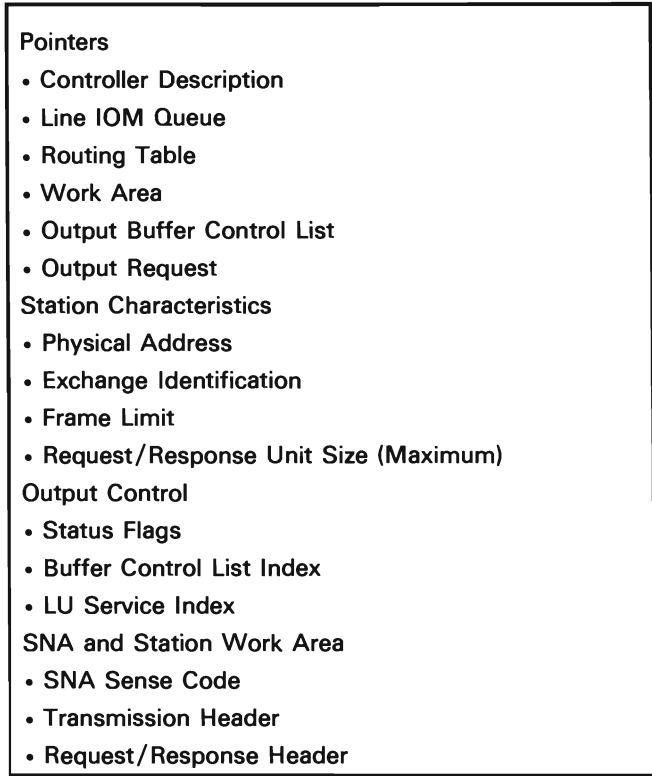 Pointers
• Controller Description
• Line IOM Queue
• Routing Table
• Work Area
• Output Buffer Control List
• Output Request
Station Characteristics
• Physical Address
• Exchange Identification
• Frame Limit
• Request/Response Unit Size (Maximum)
Output Control
• Status Flags
• Buffer Control List Index
• LU Service Index
SNA and Station Work Area
• SNA Sense Code
• Transmission Header
• Request/Response Header